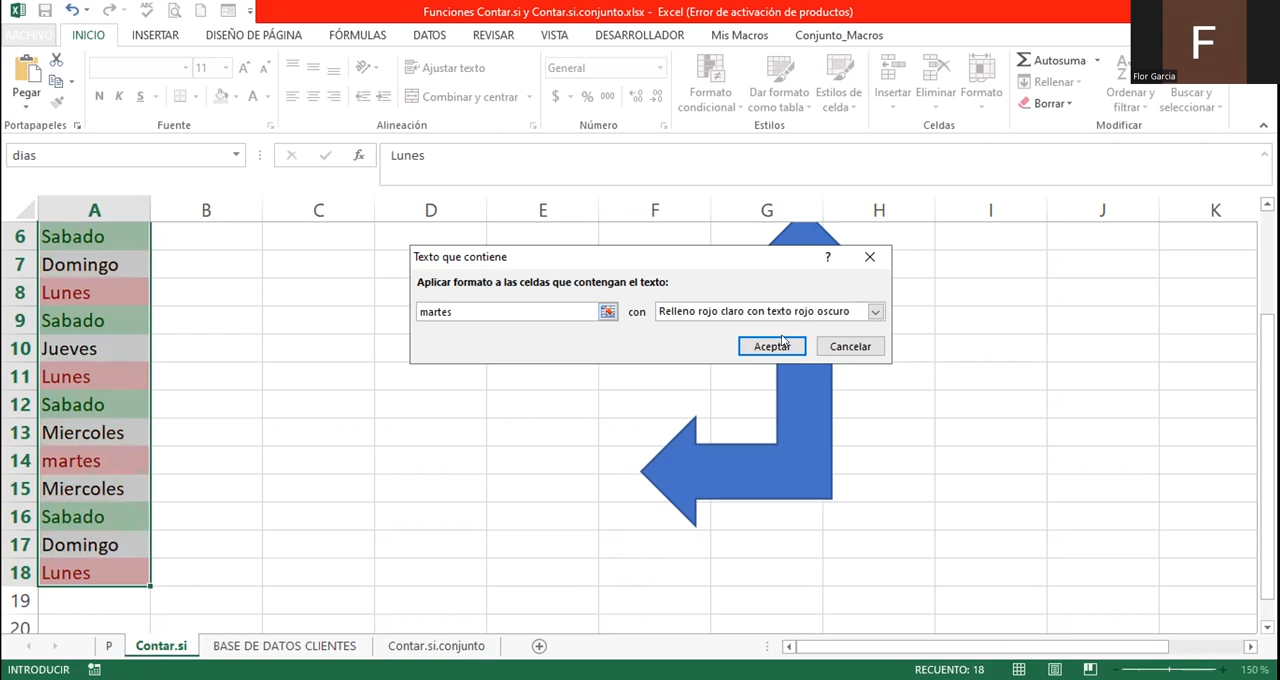 Funciones Contar.si y Contar.si.conjunto.xlsx - Excel (Error de activación de productos)
ARCHIVO INICIO INSERTAR DISEÑO DE PÁGINA FÓRMULAS DATOS REVISAR VISTA DESARROLLADOR Mis Macros Conjunto_Macros
F
Flor Garcia
Pegar
11
N K S
Ajustar texto
Combinar y centrar
General
$ % 000
Formato condicional
Dar formato como tabla
Estilos de celda
Insertar Eliminar Formato
Autosuma
Rellenar
Borrar
Ordenar y filtrar
Buscar y seleccionar
Portapapeles Fuente Alineación Número Estilos Celdas Modificar
dias fx Lunes
A B C D E F G H I J K
6 Sabado
7 Domingo
8 Lunes
9 Sabado
10 Jueves
11 Lunes
12 Sabado
13 Miercoles
14 martes
15 Miercoles
16 Sabado
17 Domingo
18 Lunes
19
20
Texto que contiene ?
Aplicar formato a las celdas que contengan el texto:
martes con Relleno rojo claro con texto rojo oscuro
Aceptar Cancelar
P Contar.si BASE DE DATOS CLIENTES Contar.si.conjunto
INTRODUCIR RECUENTO: 18 150 %